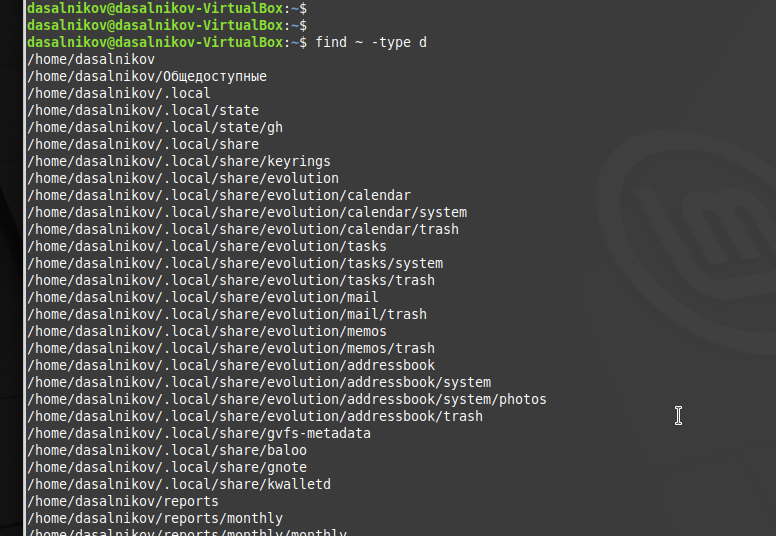 dasalnikov@dasalnikov-VirtualBox:~$
dasalnikov@dasalnikov-VirtualBox:~$
dasalnikov@dasalnikov-VirtualBox:~$ find ~ -type d
/home/dasalnikov
/home/dasalnikov/Общедоступные
/home/dasalnikov/.local
/home/dasalnikov/.local/state
/home/dasalnikov/.local/state/gh
/home/dasalnikov/.local/share
/home/dasalnikov/.local/share/keyrings
/home/dasalnikov/.local/share/evolution
/home/dasalnikov/.local/share/evolution/calendar
/home/dasalnikov/.local/share/evolution/calendar/system
/home/dasalnikov/.local/share/evolution/calendar/trash
/home/dasalnikov/.local/share/evolution/tasks
/home/dasalnikov/.local/share/evolution/tasks/system
/home/dasalnikov/.local/share/evolution/tasks/trash
/home/dasalnikov/.local/share/evolution/mail
/home/dasalnikov/.local/share/evolution/mail/trash
/home/dasalnikov/.local/share/evolution/memos
/home/dasalnikov/.local/share/evolution/memos/trash
/home/dasalnikov/.local/share/evolution/addressbook
/home/dasalnikov/.local/share/evolution/addressbook/system
/home/dasalnikov/.local/share/evolution/addressbook/system/photos
/home/dasalnikov/.local/share/evolution/addressbook/trash
/home/dasalnikov/.local/share/gvfs-metadata
/home/dasalnikov/.local/share/baloo
/home/dasalnikov/.local/share/gnote
/home/dasalnikov/.local/share/kwalletd
/home/dasalnikov/reports
/home/dasalnikov/reports/monthly
/home/dasalnikov/reports/monthly/monthly